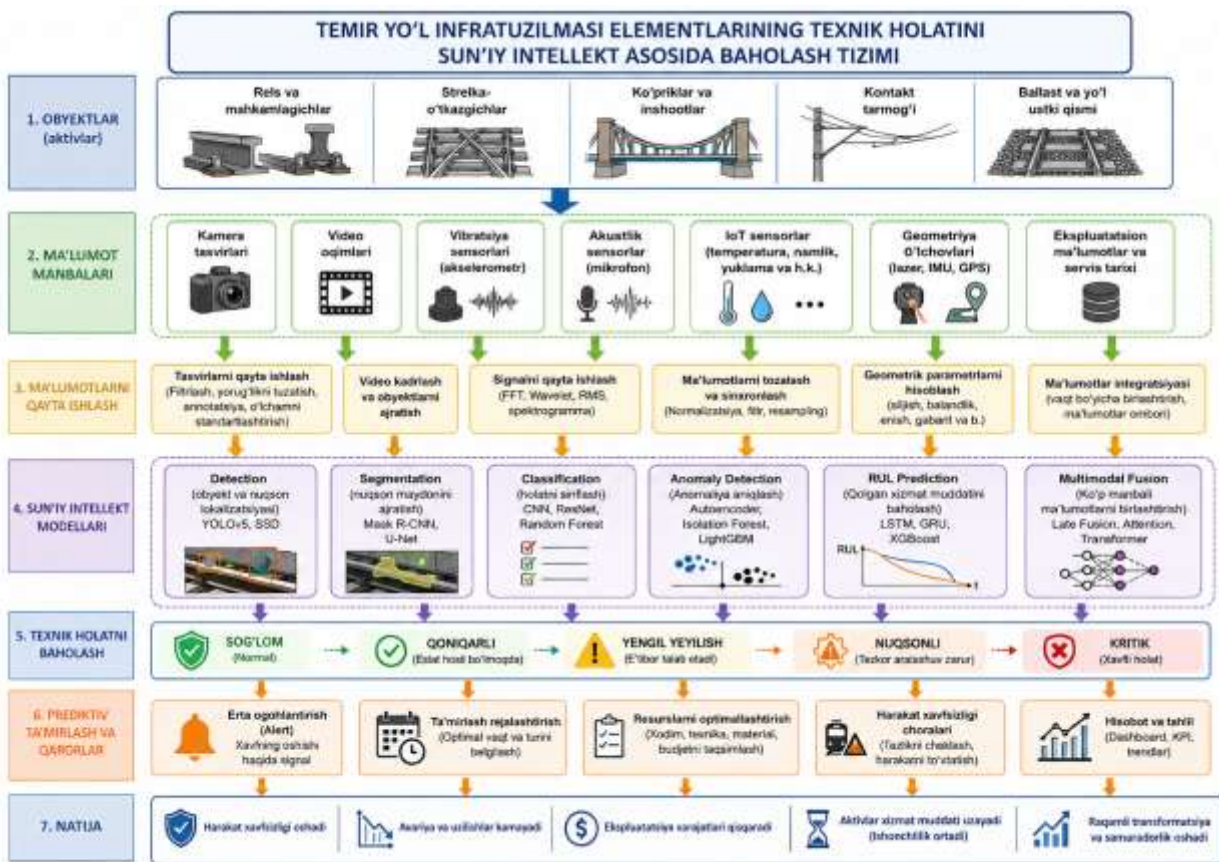 TEMIR YO'L INFRATUZILMASI ELEMENTLARINING TEXNIK HOLATINI
SUN'IY INTELLEKT ASOSIDA BAHOLASH TIZIMI
1. OBYEKTLAR
(aktivlar)
Rels va
mahkamlagichlar
Strelka-
o'tkazgichlar
Ko'priklar va
inshootlar
Kontakt
tarmog'i
Ballast va yo'l
ustki qismi
2. MA'LUMOT
MANBALARI
Kamera
tasvirlari
Video
oqimlari
Vibratsiya
sensorlari
(akselerometr)
Akustik
sensorlar
(mikrofon)
IoT sensorlar
(temperatura, namlik,
yuklama va h.k.)
Geometriya
o'lchovlari
(lazer, IMU, GPS)
Ekspluatatsion
ma'lumotlar va
servis tarixi
3. MA'LUMOTLARNI
QAYTA ISHLASH
Tasvirlarni qayta ishlash
(Filtrlash, yorug'likni tuzatish,
annotatsiya, o'lchamni
standartlashtirish)
Video kadrlash
va obyektlarni
ajratish
Signalni qayta ishlash
(FFT, Wavelet, RMS,
spektrogramma)
Ma'lumotlarni tozalash
va sinxronlash
(Normalizatsiya, filtr, resampling)
Geometrik parametrlarni
hisoblash
(siljish, balandlik,
enish, gabarit va b.)
Ma'lumotlar integratsiyasi
(vaqt bo'yicha birlashtirish,
ma'lumotlar ombori)
4. SUN'IY INTELLEKT
MODELLARI
Detection
(obyekt va nuqson
lokalizatsiyasi)
YOLOv5, SSD
Segmentation
(nuqson maydonini
ajratish)
Mask R-CNN,
U-Net
Classification
(holatni sinflash)
CNN, ResNet,
Random Forest
Anomaly Detection
(Anomaliya aniqlash)
Autoencoder,
Isolation Forest,
LightGBM
RUL Prediction
(Qolgan xizmat muddatini
baholash)
LSTM, GRU,
XGBoost
RUL
t
Multimodal Fusion
(Ko'p manbali
ma'lumotlarni birlashtirish)
Late Fusion, Attention,
Transformer
5. TEXNIK HOLATNI
BAHOLASH
SOG'LOM
(Normal)
QONIQARLI
YENGIL YEYILISH
(E'tibor talab etadi)
NUQSONLI
(Tezkor aralashuv zarur)
KRITIK
(Xavfli holat)
6. PREDIKTIV
TA'MIRLASH VA
QARORLAR
Erta ogohlantirish
(Alert)
Xavfning oshishi
haqida signal
Ta'mirlash rejalashtirish
(Optimal vaqt va turini
belgilash)
Resurslarni optimallashtirish
(Xodim, texnika, material,
budjetni taqsimlash)
Harakat xavfsizligi
choralari
(Tezlikni cheklash,
harakatni to'xtatish)
Hisobot va tahlil
(Dashboard, KPI,
trendlar)
7. NATIJA
Harakat xavfsizligi oshadi
Avariya va uzilishlar kamayadi
Ekspluatatsiya xarajatlari qisqaradi
Aktivlar xizmat muddati uzayadi
(Ishonchlilik ortadi)
Raqamli transformatsiya
va samaradorlik oshadi